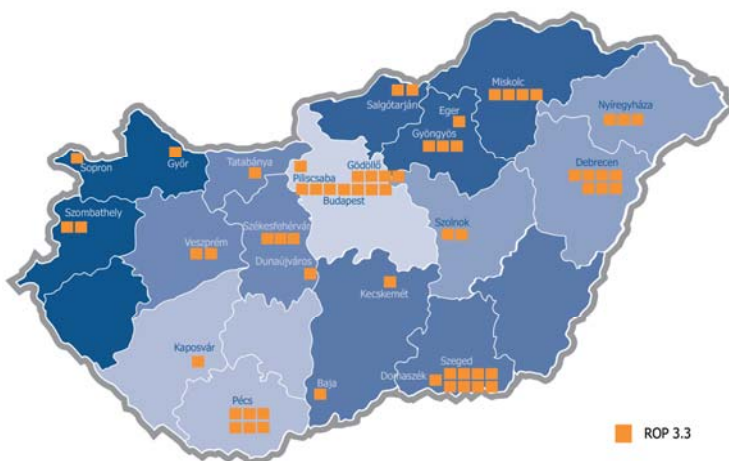 Miskolc
Salgótarján
Nyíregyháza
Eger
Gyöngyös
Sopron
Győr
Tatabánya
Gödöllő
Piliscsaba
Budapest
Debrecen
Szombathely
Székesfehérvár
Szolnok
Veszprém
Dunaújváros
Kecskemét
Kaposvár
Szeged
Domaszék
Baja
Pécs
ROP 3.3